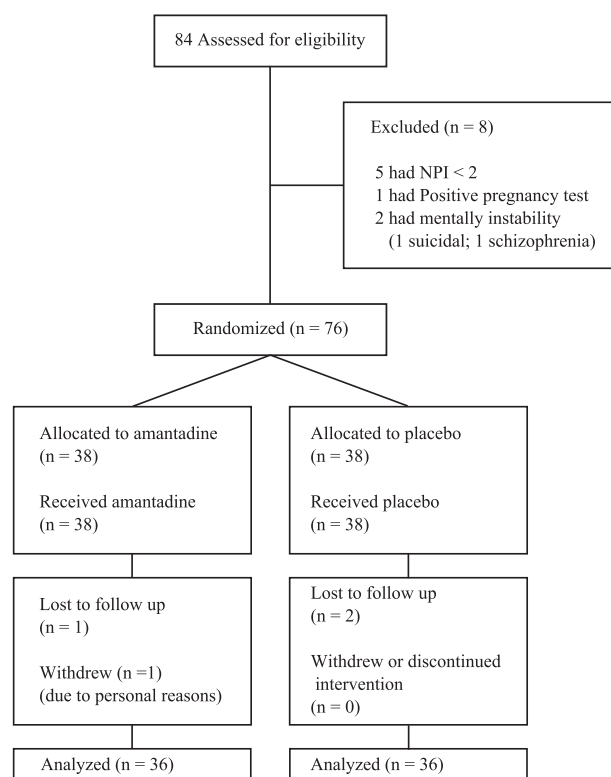 84 Assessed for eligibility
Excluded (n = 8)
5 had NPI < 2
1 had Positive pregnancy test
2 had mentally instability
(1 suicidal; 1 schizophrenia)
Randomized (n = 76)
Allocated to amantadine
(n = 38)
Received amantadine
(n = 38)
Allocated to placebo
(n = 38)
Received placebo
(n = 38)
Lost to follow up
(n = 1)
Withdrew (n =1)
(due to personal reasons)
Lost to follow up
(n = 2)
Withdrew or discontinued
intervention
(n = 0)
Analyzed (n = 36)
Analyzed (n = 36)